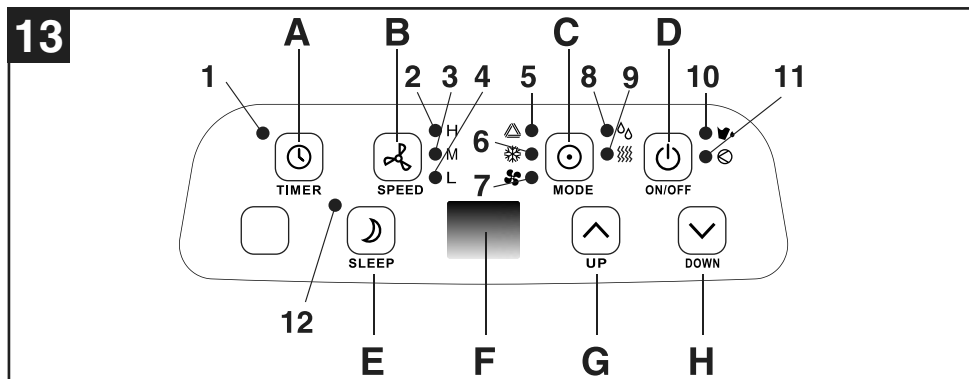 13
A B C D
1 2 3 4 5 8 9 10 11
H
6 M
7 L
TIMER SPEED MODE ON/OFF
SLEEP UP DOWN
12
E F G H